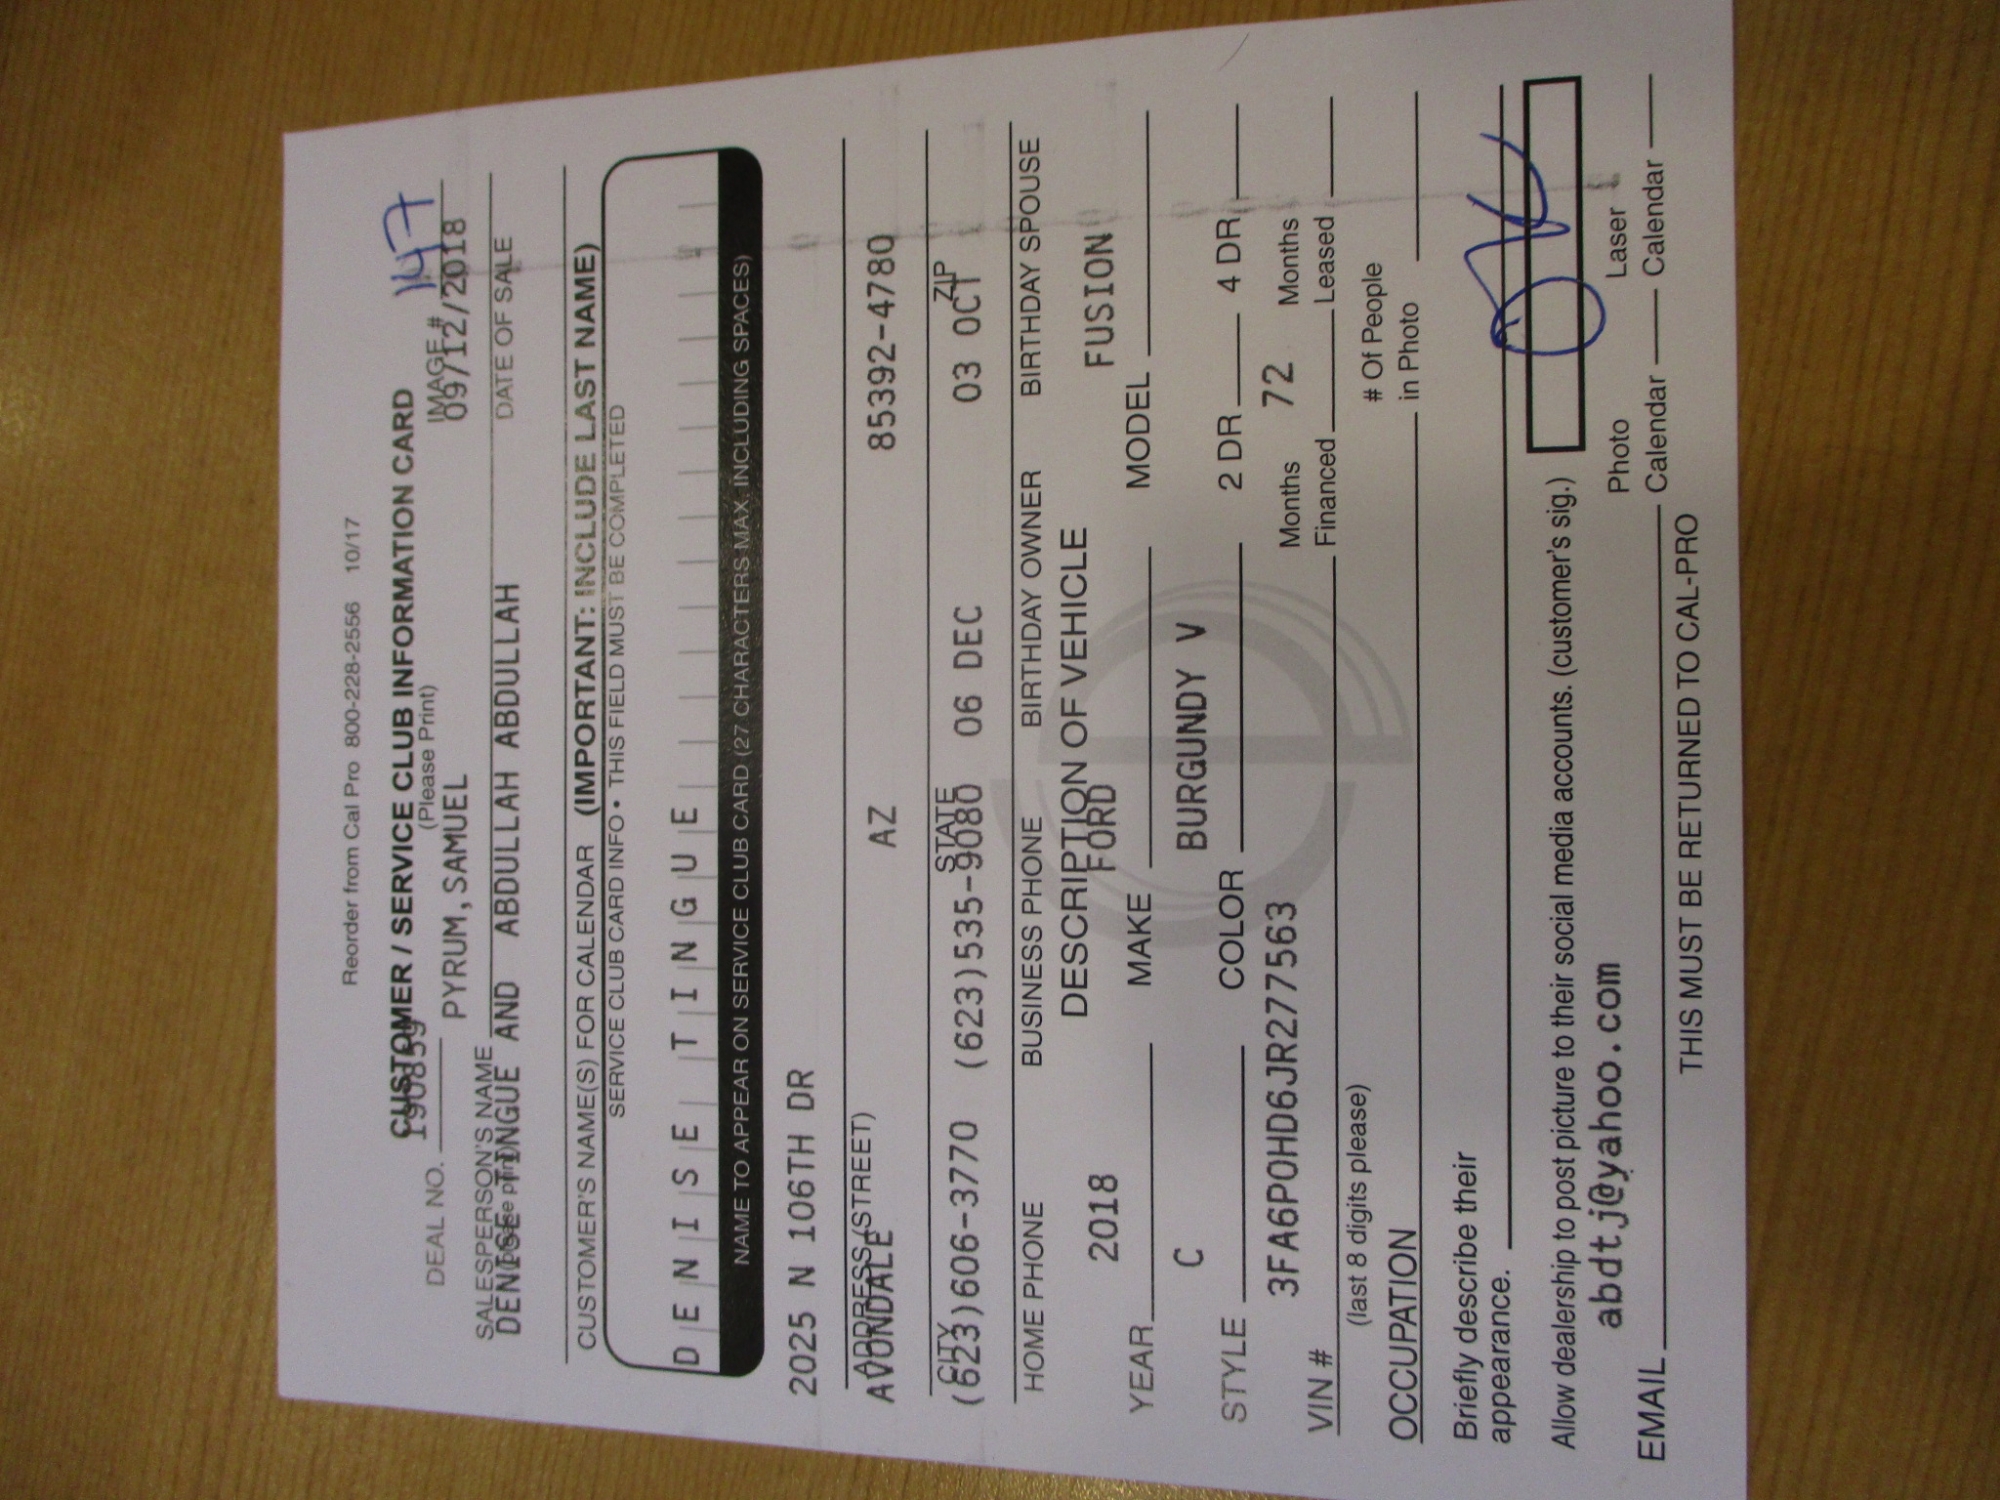 Reorder from Cal Pro 800-228-2556 10/17
CUSTOMER / SERVICE CLUB INFORMATION CARD
(Please Print)
IMAGE# 147
DEAL NO. 1908859
PYRUM,SAMUEL
09/12/2018
SALESPERSON'S NAME
(please print)
DATE OF SALE
DENISE TINGUE AND ABDULLAH ABDULLAH
CUSTOMER'S NAME(S) FOR CALENDAR (IMPORTANT: INCLUDE LAST NAME)
SERVICE CLUB CARD INFO • THIS FIELD MUST BE COMPLETED
DENISE TINGUE
NAME TO APPEAR ON SERVICE CLUB CARD (27 CHARACTERS MAX, INCLUDING SPACES)
2025 N 106TH DR
ADDRESS (STREET)
AVONDALE AZ 85392-4780
CITY STATE ZIP
(623)606-3770 (623)535-9080 06 DEC 03 OCT
HOME PHONE BUSINESS PHONE BIRTHDAY OWNER BIRTHDAY SPOUSE
DESCRIPTION OF VEHICLE
2018 FORD FUSION
YEAR MAKE MODEL
C BURGUNDY V
STYLE COLOR 2 DR 4 DR
3FA6P0HD6JR277563 72
VIN # Months Financed Months Leased
(last 8 digits please)
OCCUPATION # Of People in Photo
Briefly describe their
appearance.
Allow dealership to post picture to their social media accounts. (customer's sig.)
abdtj@yahoo.com
EMAIL Photo Calendar Laser Calendar Calendar
THIS MUST BE RETURNED TO CAL-PRO